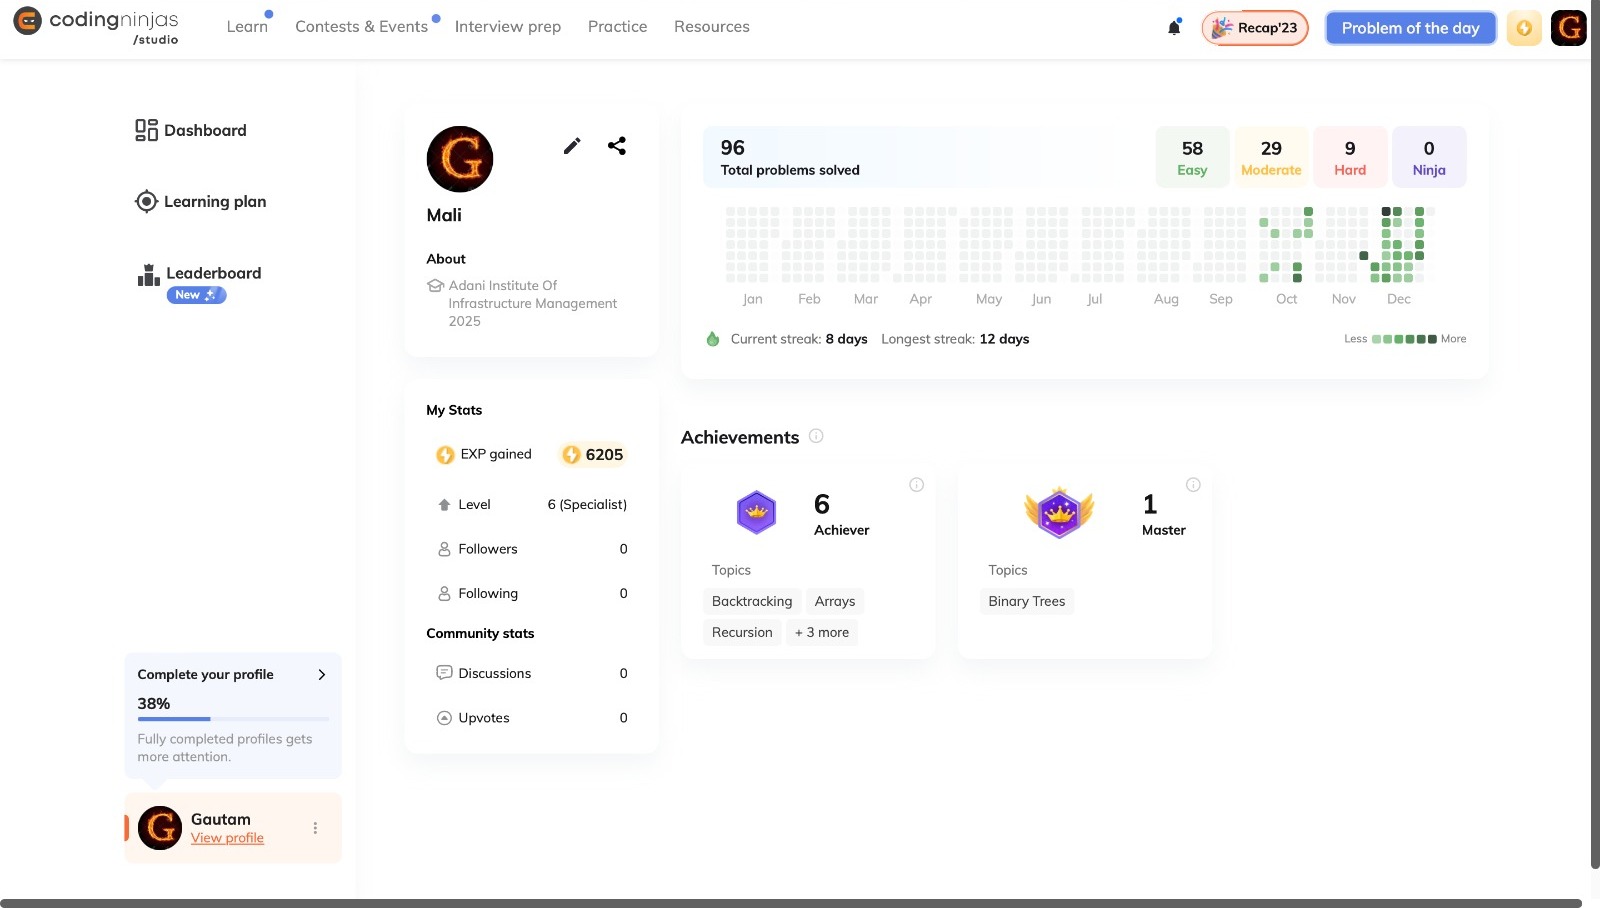 codingninjas
/studio
Learn
Contests & Events
Interview prep
Practice
Resources
Recap'23
Problem of the day
G
Dashboard
Learning plan
Leaderboard
New
Complete your profile
38%
Fully completed profiles gets
more attention.
G
Gautam
View profile
G
Mali
About
Adani Institute Of
Infrastructure Management
2025
My Stats
EXP gained 6205
Level 6 (Specialist)
Followers 0
Following 0
Community stats
Discussions 0
Upvotes 0
96
Total problems solved
58
Easy
29
Moderate
9
Hard
0
Ninja
Jan Feb Mar Apr May Jun Jul Aug Sep Oct Nov Dec
Current streak: 8 days Longest streak: 12 days
Less More
Achievements
6
Achiever
Topics
Backtracking Arrays
Recursion + 3 more
1
Master
Topics
Binary Trees